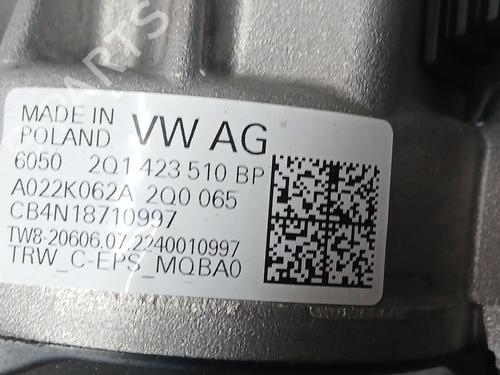 MADE IN
POLAND VW AG
6050 2Q1 423 510 BP
A022K062A 2Q0 065
CB4N18710997
TW8-20606.07.2240010997
TRW_C-EPS_MQBA0
PARTS